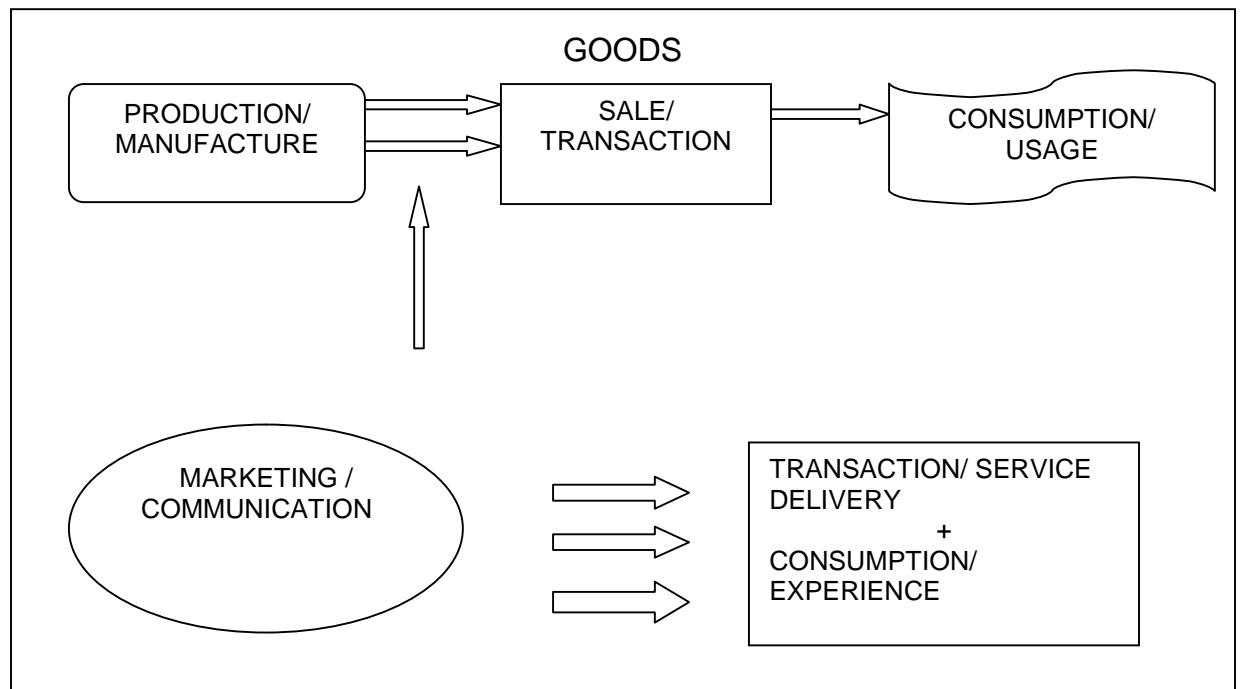 GOODS
PRODUCTION/
MANUFACTURE
SALE/
TRANSACTION
CONSUMPTION/
USAGE
MARKETING /
COMMUNICATION
TRANSACTION/ SERVICE
DELIVERY
+
CONSUMPTION/
EXPERIENCE